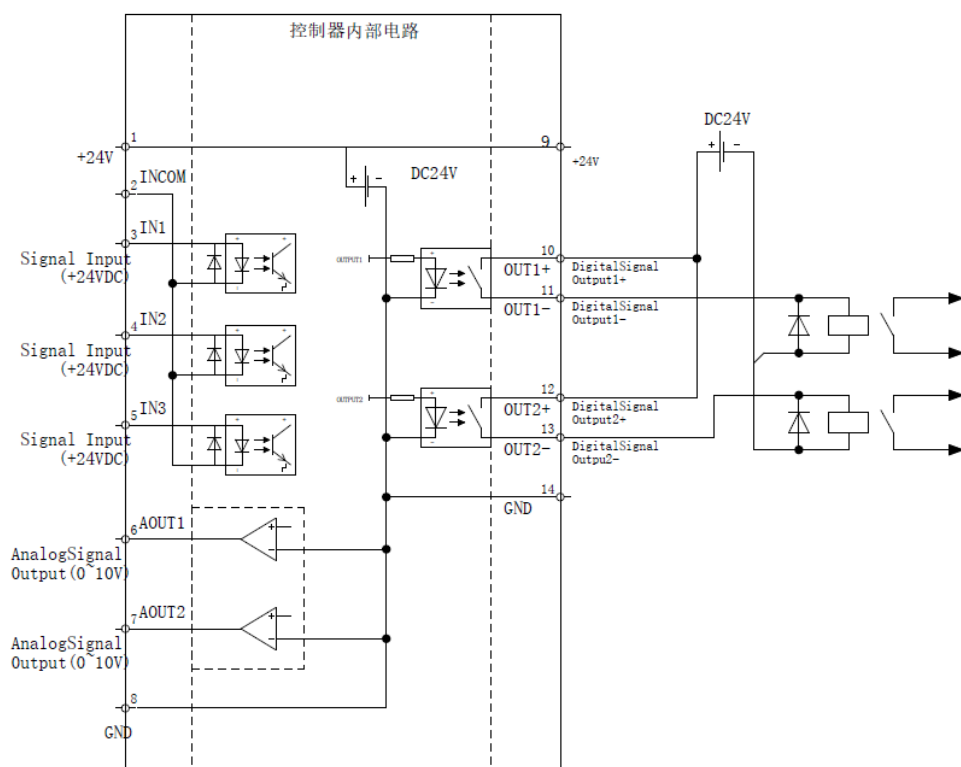 控制器内部电路
DC24V
+ -
1
9
+24V
+24V
+ -
DC24V
INCOM
2
IN1
3
Signal Input
(+24VDC)
+
-
OUTPUT1
10
OUT1+
DigitalSignal
Output1+
11
OUT1-
DigitalSignal
Output1-
IN2
4
Signal Input
(+24VDC)
+
-
OUTPUT2
12
OUT2+
DigitalSignal
Output2+
13
OUT2-
DigitalSignal
Outpu2-
IN3
5
Signal Input
(+24VDC)
+
-
14
GND
AOUT1
6
+
-
AnalogSignal
Output(0~10V)
AOUT2
7
+
-
AnalogSignal
Output(0~10V)
8
GND